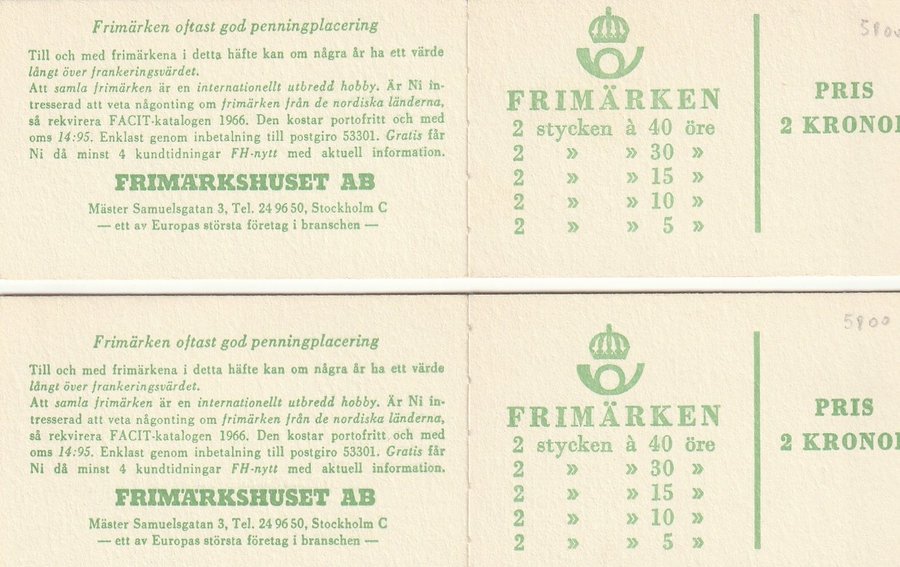 Frimärken oftast god penningplacering
Till och med frimärkena i detta häfte kan om några år ha ett värde
långt över frankeringsvärdet.
Att samla frimärken är en internationellt utbredd hobby. Är Ni in-
tresserad att veta någonting om frimärken från de nordiska länderna,
så rekvirera FACIT-katalogen 1966. Den kostar portofritt och med
oms 14:95. Enklast genom inbetalning till postgiro 53301. Gratis får
Ni då minst 4 kundtidningar FH-nytt med aktuell information.
FRIMÄRKSHUSET AB
Mäster Samuelsgatan 3, Tel. 24 96 50, Stockholm C
— ett av Europas största företag i branschen —
FRIMÄRKEN
2 stycken à 40 öre
2 » » 30 »
2 » » 15 »
2 » » 10 »
2 » » 5 »
PRIS
2 KRONOR
Frimärken oftast god penningplacering
Till och med frimärkena i detta häfte kan om några år ha ett värde
långt över frankeringsvärdet.
Att samla frimärken är en internationellt utbredd hobby. Är Ni in-
tresserad att veta någonting om frimärken från de nordiska länderna,
så rekvirera FACIT-katalogen 1966. Den kostar portofritt och med
oms 14:95. Enklast genom inbetalning till postgiro 53301. Gratis får
Ni då minst 4 kundtidningar FH-nytt med aktuell information.
FRIMÄRKSHUSET AB
Mäster Samuelsgatan 3, Tel. 24 96 50, Stockholm C
— ett av Europas största företag i branschen —
5800
FRIMÄRKEN
2 stycken à 40 öre
2 » » 30 »
2 » » 15 »
2 » » 10 »
2 » » 5 »
PRIS
2 KRONOR